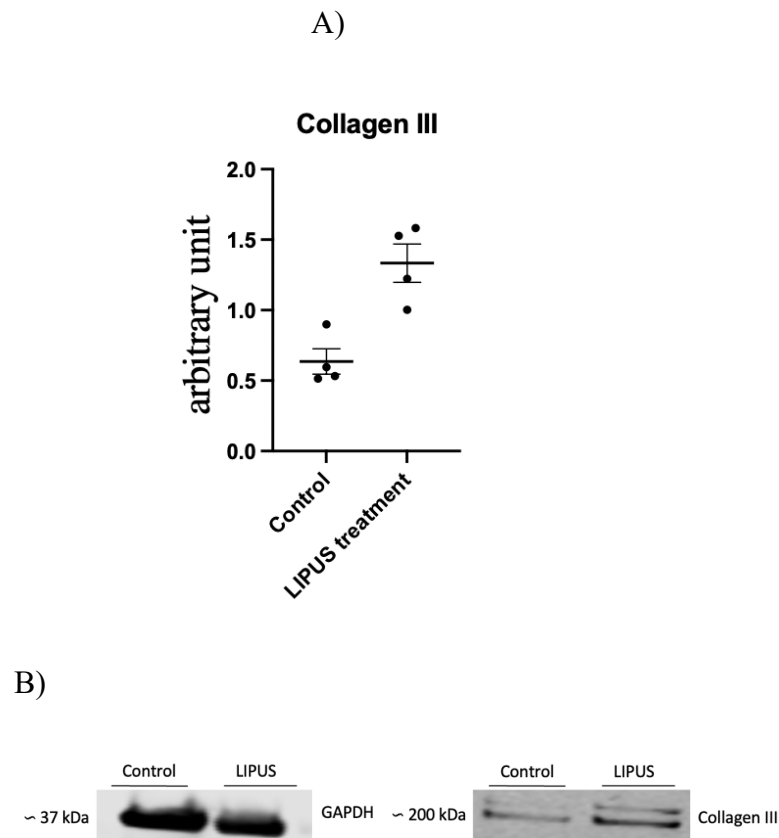 A)
Collagen III
arbitrary unit
2.0
1.5
1.0
0.5
0.0
Control
LIPUS treatment
B)
Control LIPUS
∽ 37 kDa GAPDH
Control LIPUS
∽ 200 kDa Collagen III